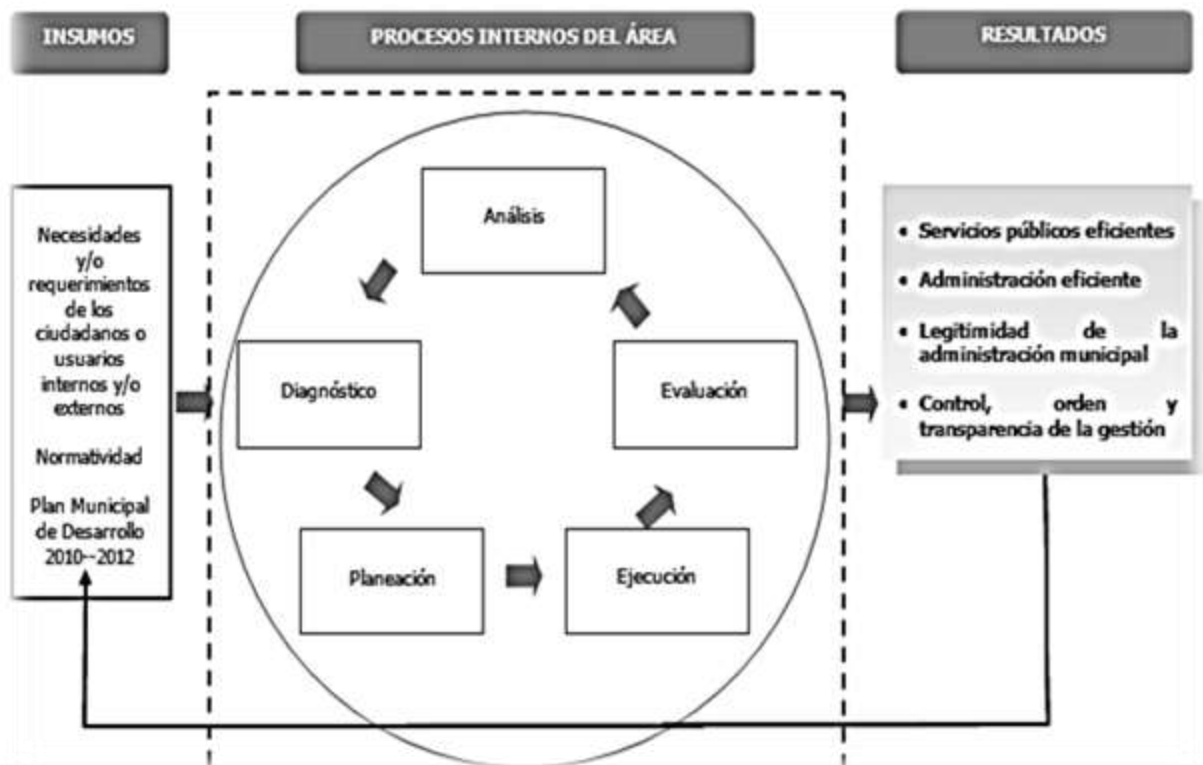 INSUMOS
PROCESOS INTERNOS DEL ÁREA
RESULTADOS
Necesidades
y/o
requerimientos
de los
ciudadanos o
usuarios
internos y/o
externos
Normatividad
Plan Municipal
de Desarrollo
2010--2012
Análisis
Diagnóstico
Evaluación
Planeación
Ejecución
• Servicios públicos eficientes
• Administración eficiente
• Legitimidad de la
administración municipal
• Control, orden y
transparencia de la gestión